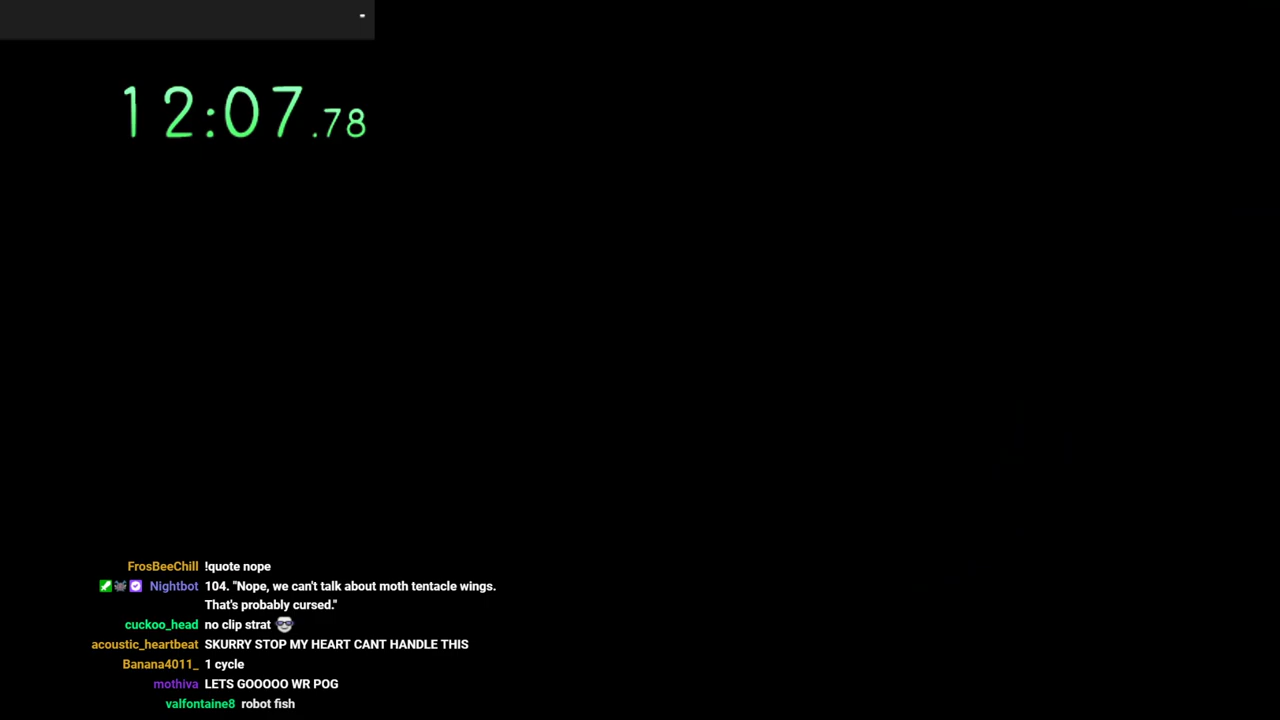 12:07.78
FrosBeeChill !quote nope
Nightbot 104. "Nope, we can't talk about moth tentacle wings.
That's probably cursed."
cuckoo_head no clip strat
acoustic_heartbeat SKURRY STOP MY HEART CANT HANDLE THIS
Banana4011_ 1 cycle
mothiva LETS GOOOOO WR POG
valfontaine8 robot fish